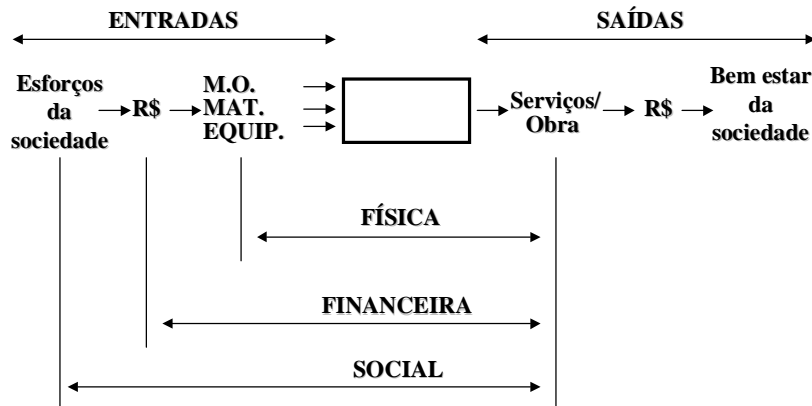 ENTRADAS
SAÍDAS
Esforços
da
sociedade
R$
M.O.
MAT.
EQUIP.
Serviços/
Obra
R$
Bem estar
da
sociedade
FÍSICA
FINANCEIRA
SOCIAL